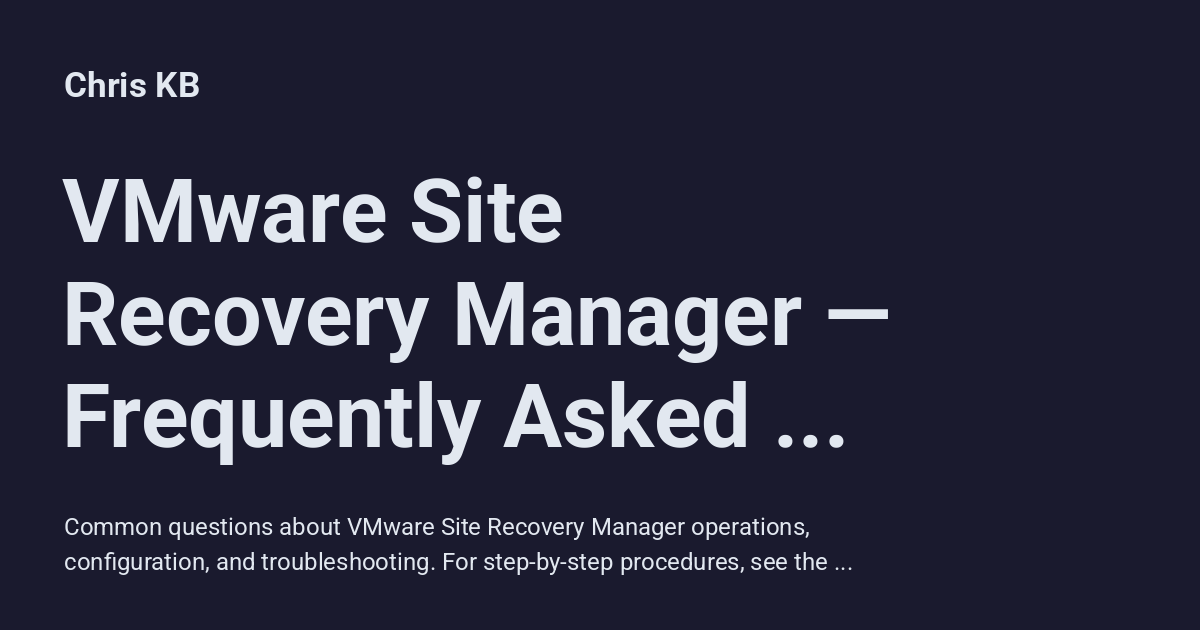 Chris KB
VMware Site
Recovery Manager —
Frequently Asked ...
Common questions about VMware Site Recovery Manager operations,
configuration, and troubleshooting. For step-by-step procedures, see the ...